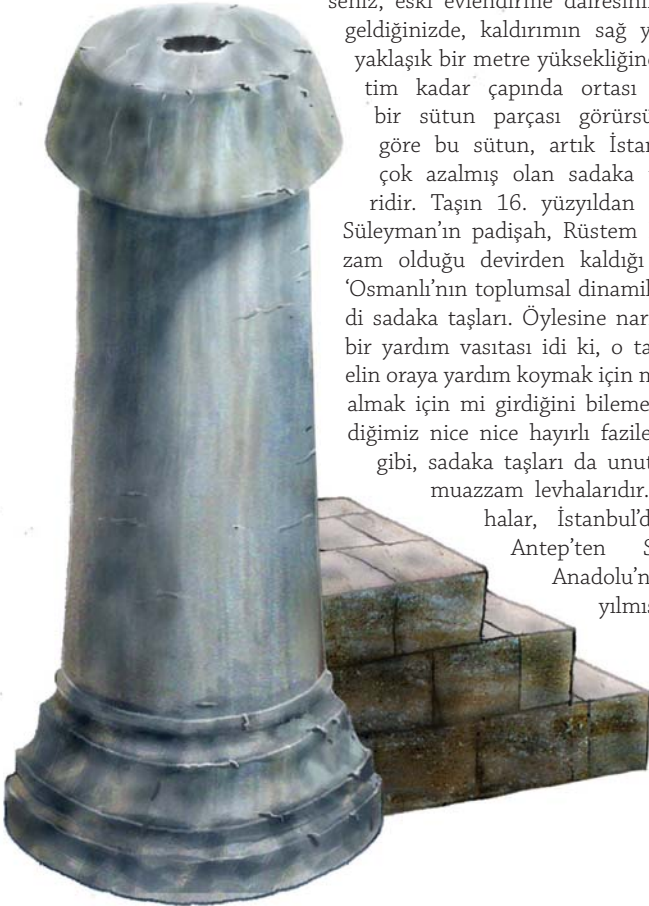 seniz, eski evlendirme dairesini
geldiğinizde, kaldırımın sağ y
yaklaşık bir metre yüksekliğin
tim kadar çapında ortası
bir sütun parçası görürsü
göre bu sütun, artık İstan
çok azalmış olan sadaka
ridir. Taşın 16. yüzyıldan
Süleyman’ın padişah, Rüstem
zam olduğu devirden kaldığı
‘Osmanlı’nın toplumsal dinamik
di sadaka taşları. Öylesine nar
bir yardım vasıtası idi ki, o ta
elin oraya yardım koymak için m
almak için mi girdiğini bileme
diğimiz nice nice hayırlı fazile
gibi, sadaka taşları da unut
muazzam levhalarıdır.
halar, İstanbul’d
Antep’ten S
Anadolu’n
yılmış